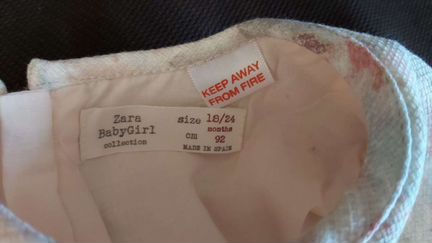 KEEP AWAY
FROM FIRE
Zara
BabyGirl
collection
size 18/24
months
cm 92
MADE IN SPAIN